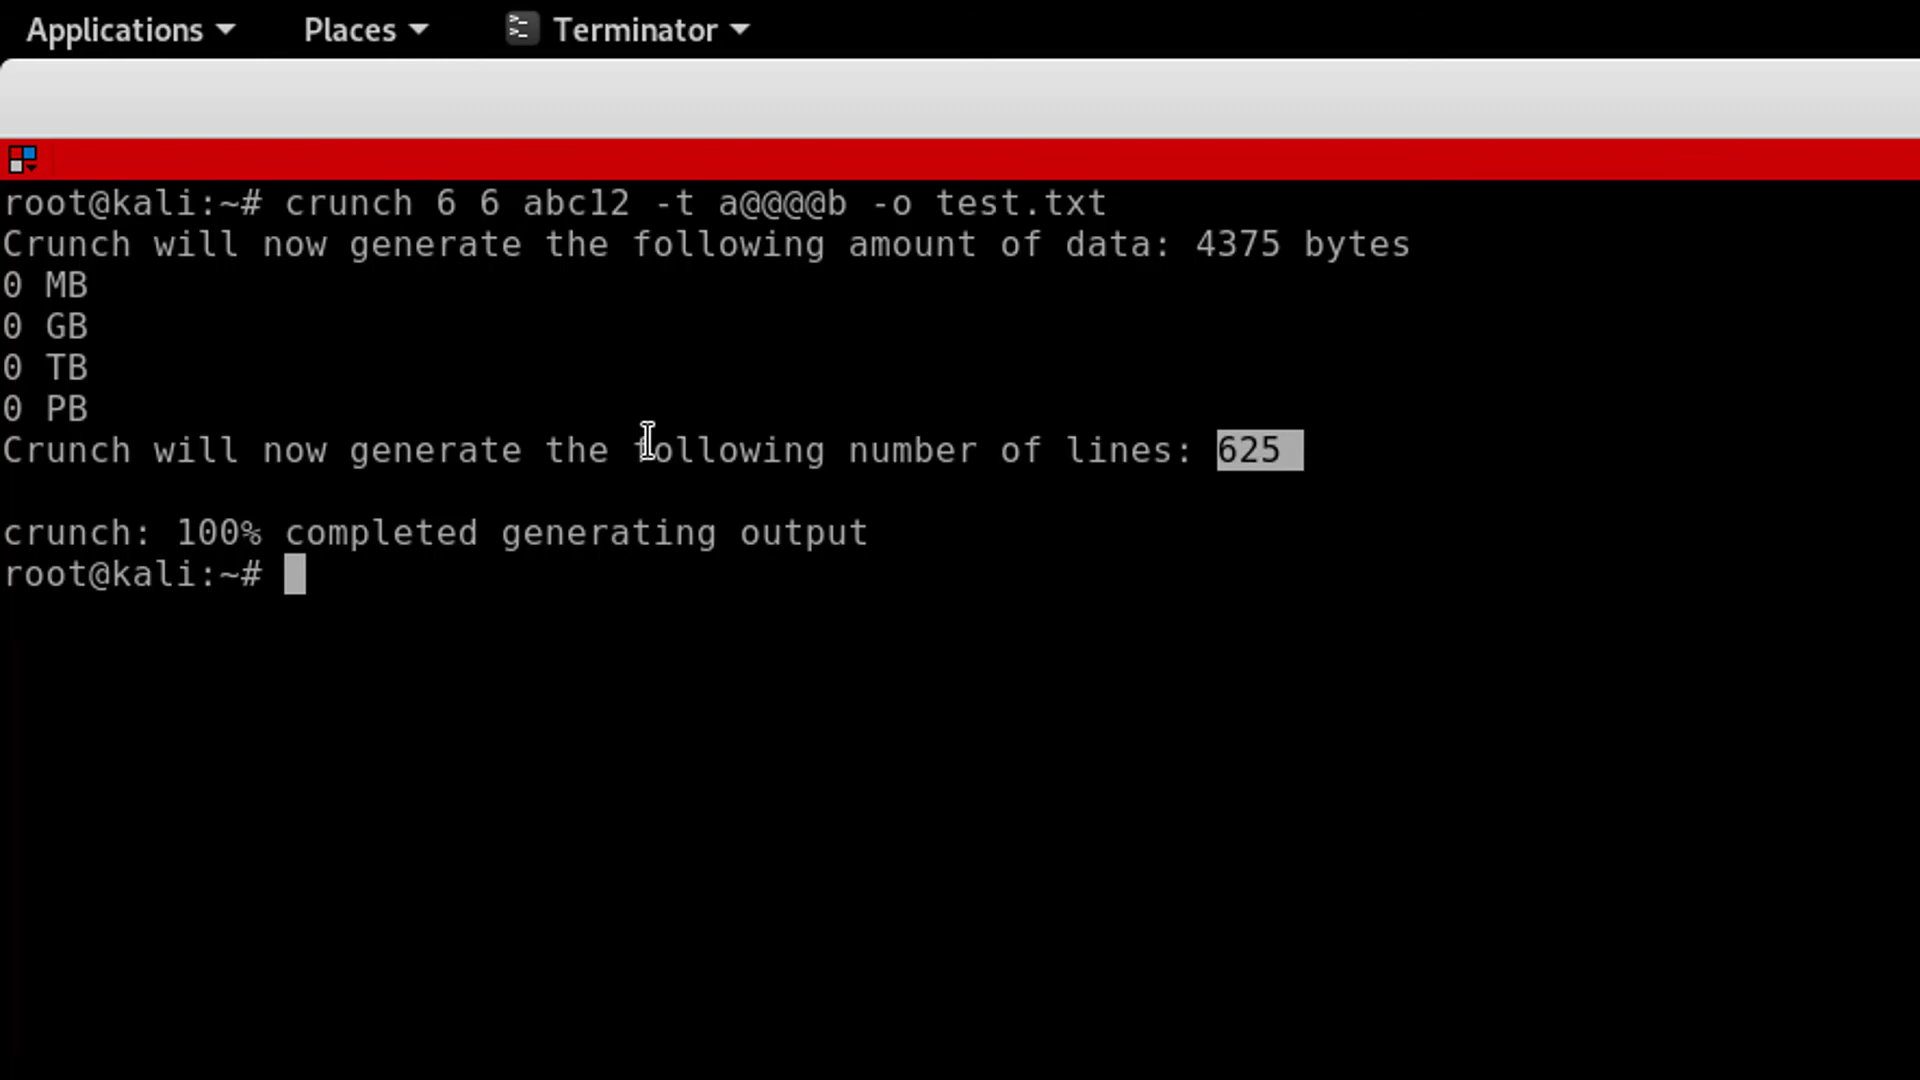 Applications Places Terminator
root@kali:~# crunch 6 6 abc12 -t a@@@@b -o test.txt
Crunch will now generate the following amount of data: 4375 bytes
0 MB
0 GB
0 TB
0 PB
Crunch will now generate the following number of lines: 625
crunch: 100% completed generating output
root@kali:~#